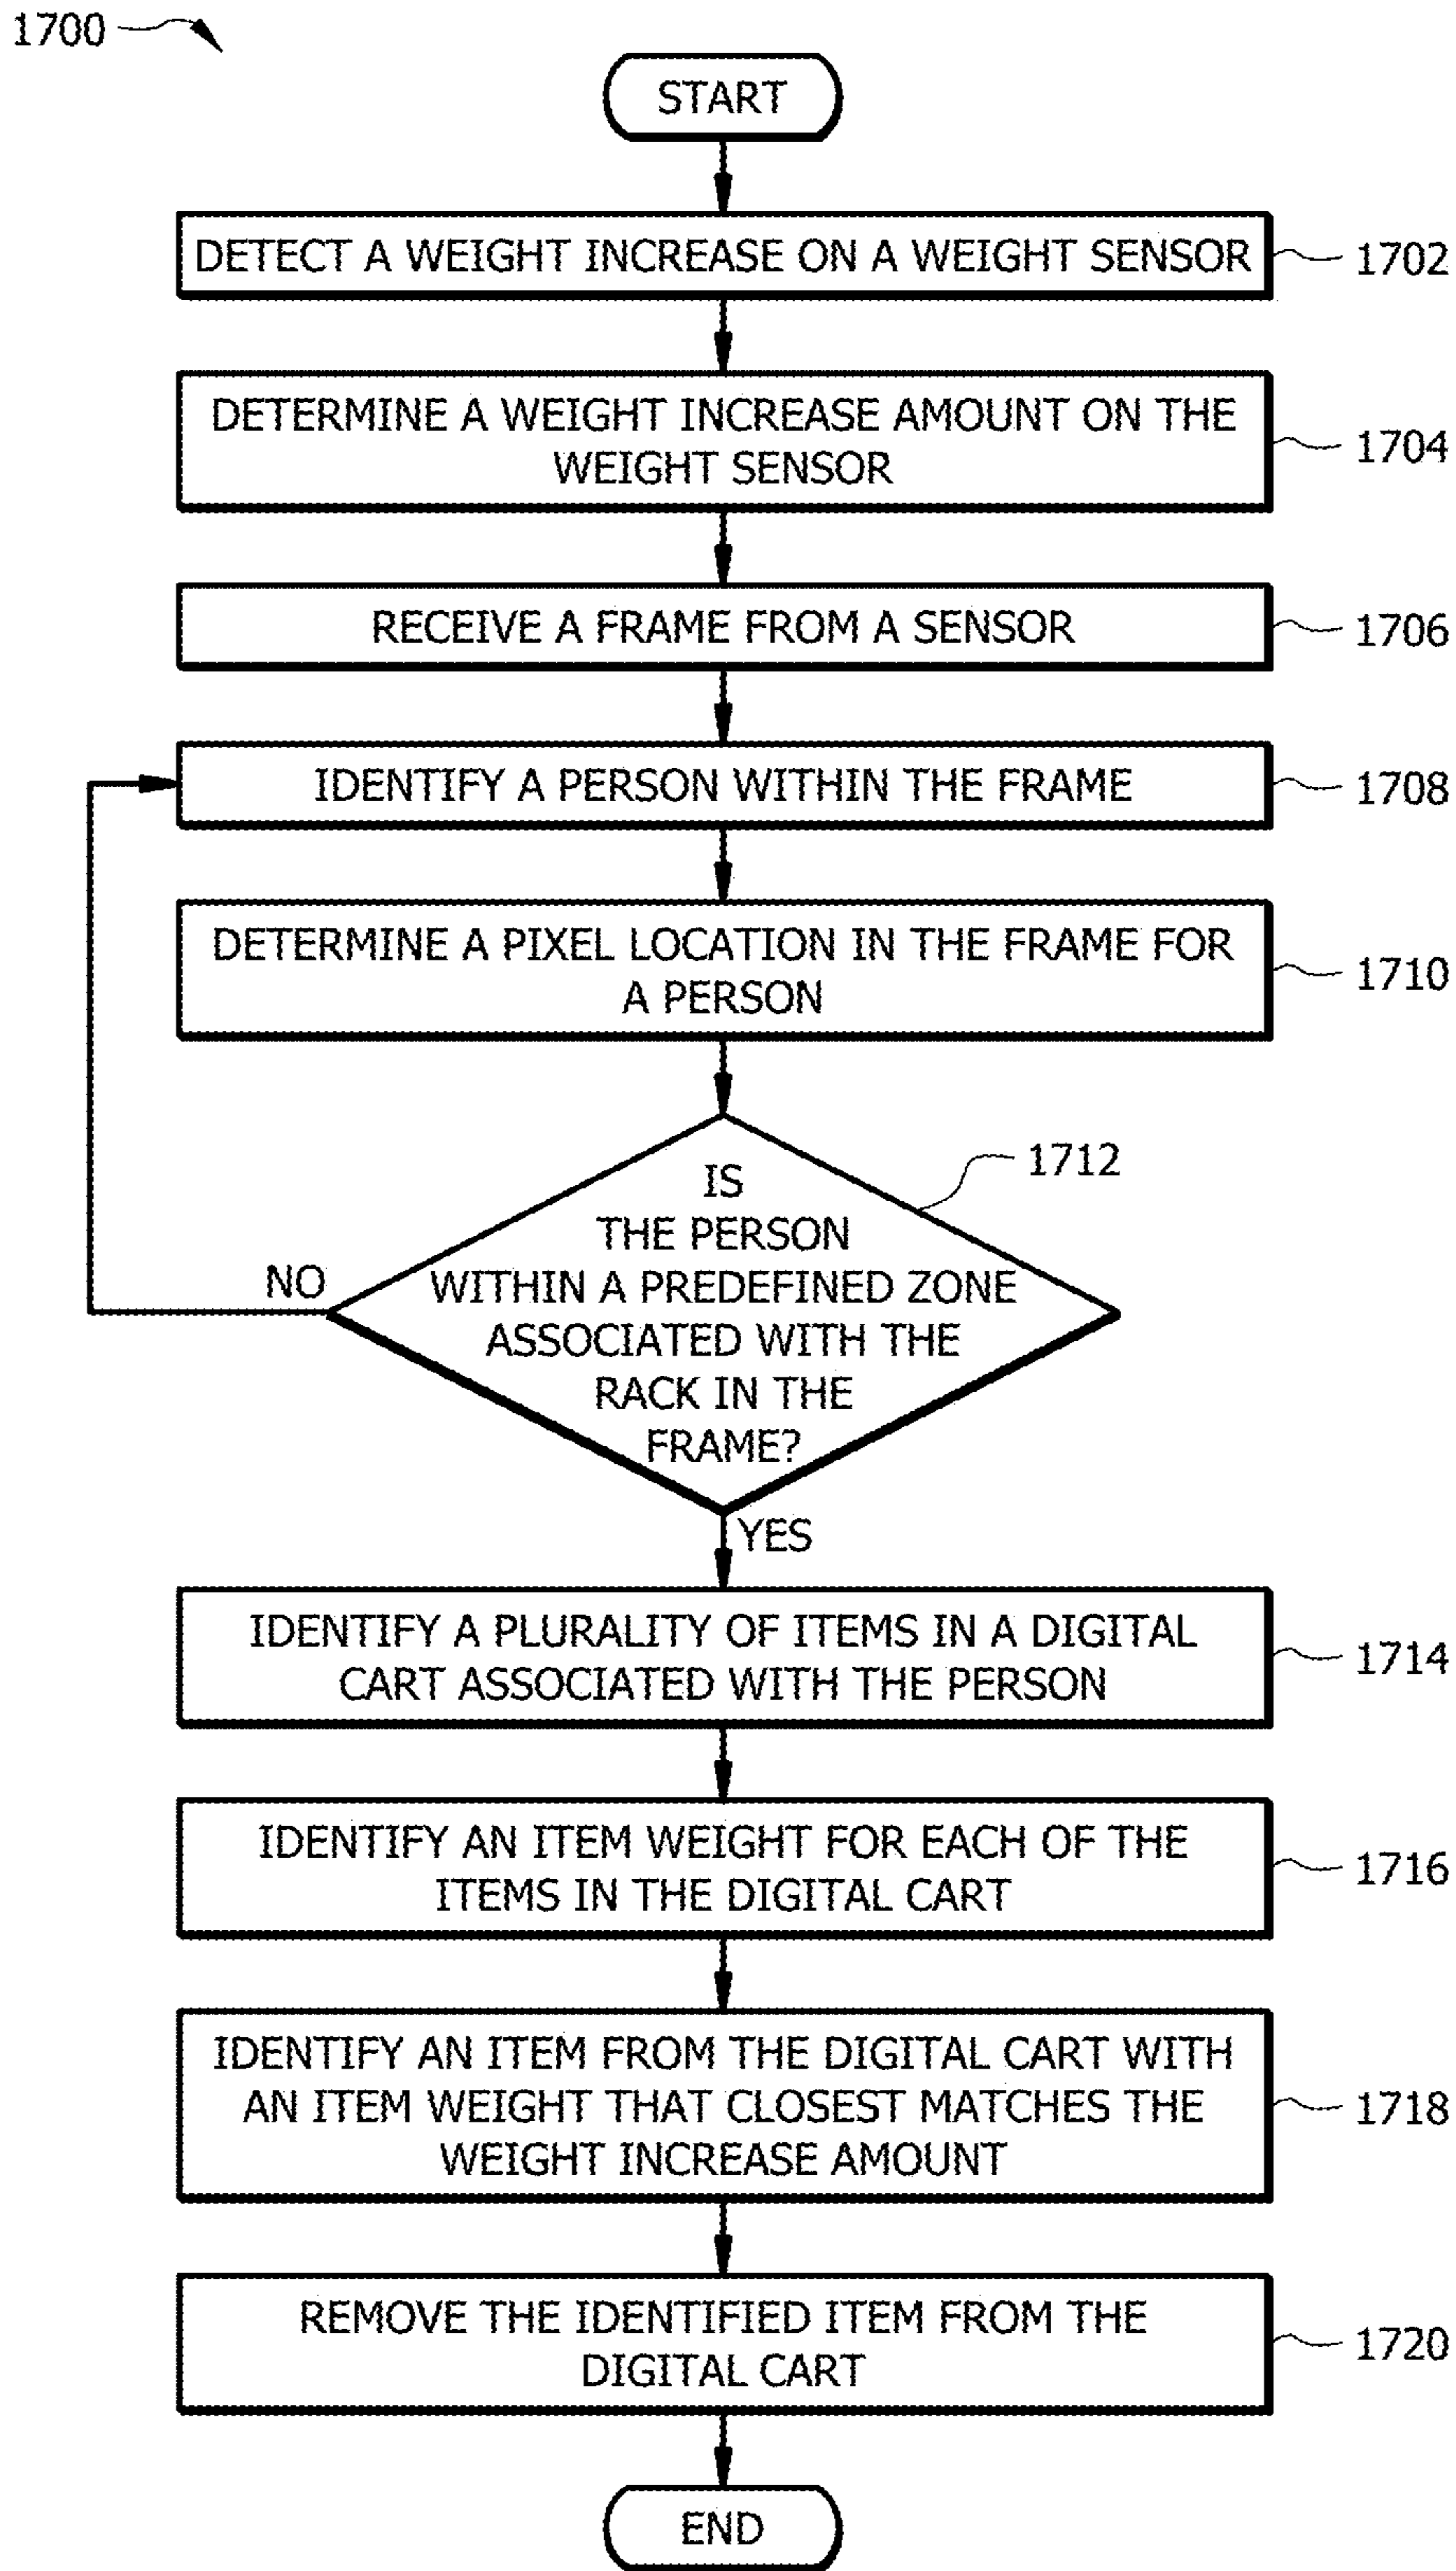 1700
START
DETECT A WEIGHT INCREASE ON A WEIGHT SENSOR
1702
DETERMINE A WEIGHT INCREASE AMOUNT ON THE
WEIGHT SENSOR
1704
RECEIVE A FRAME FROM A SENSOR
1706
IDENTIFY A PERSON WITHIN THE FRAME
1708
DETERMINE A PIXEL LOCATION IN THE FRAME FOR
A PERSON
1710
IS
THE PERSON
WITHIN A PREDEFINED ZONE
ASSOCIATED WITH THE
RACK IN THE
FRAME?
1712
NO
YES
IDENTIFY A PLURALITY OF ITEMS IN A DIGITAL
CART ASSOCIATED WITH THE PERSON
1714
IDENTIFY AN ITEM WEIGHT FOR EACH OF THE
ITEMS IN THE DIGITAL CART
1716
IDENTIFY AN ITEM FROM THE DIGITAL CART WITH
AN ITEM WEIGHT THAT CLOSEST MATCHES THE
WEIGHT INCREASE AMOUNT
1718
REMOVE THE IDENTIFIED ITEM FROM THE
DIGITAL CART
1720
END